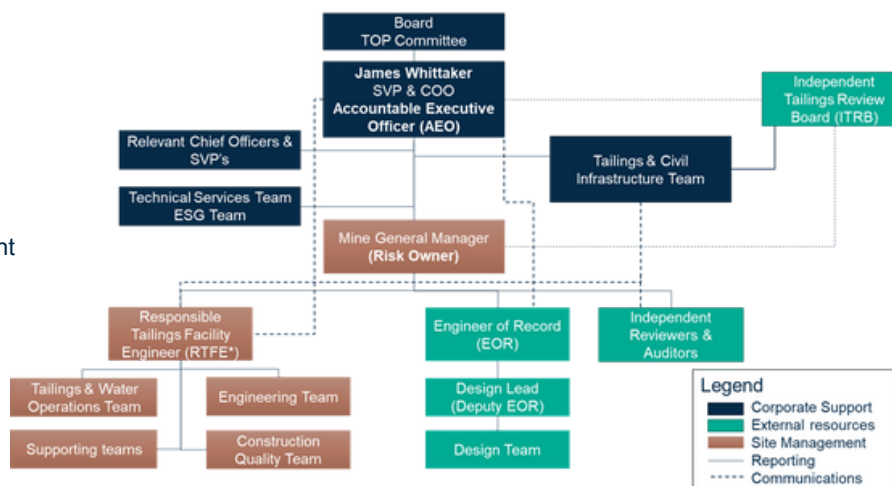 Board
TOP Committee
James Whittaker
SVP & COO
Accountable Executive
Officer (AEO)
Independent
Tailings Review
Board (ITRB)
Relevant Chief Officers &
SVP's
Tailings & Civil
Infrastructure Team
Technical Services Team
ESG Team
nt
Mine General Manager
(Risk Owner)
Responsible
Tailings Facility
Engineer (RTFE*)
Engineer of Record
(EOR)
Independent
Reviewers &
Auditors
Tailings & Water
Operations Team
Engineering Team
Design Lead
(Deputy EOR)
Supporting teams
Construction
Quality Team
Design Team
Legend
Corporate Support
External resources
Site Management
Reporting
Communications